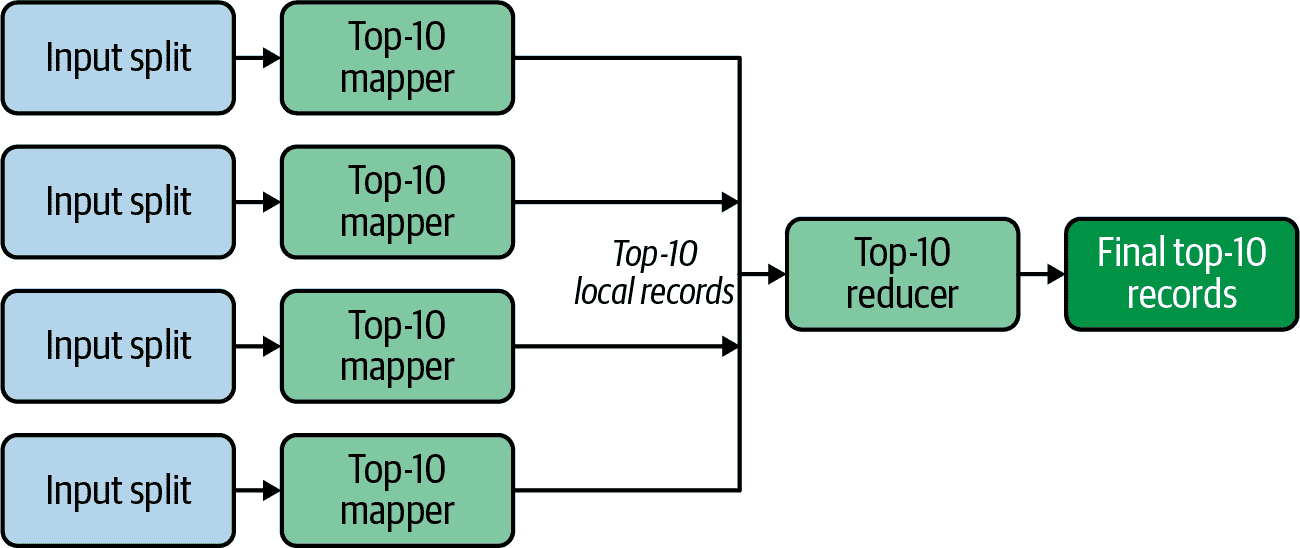 Input split
Top-10
mapper
Input split
Top-10
mapper
Input split
Top-10
mapper
Input split
Top-10
mapper
Top-10
local records
Top-10
reducer
Final top-10
records